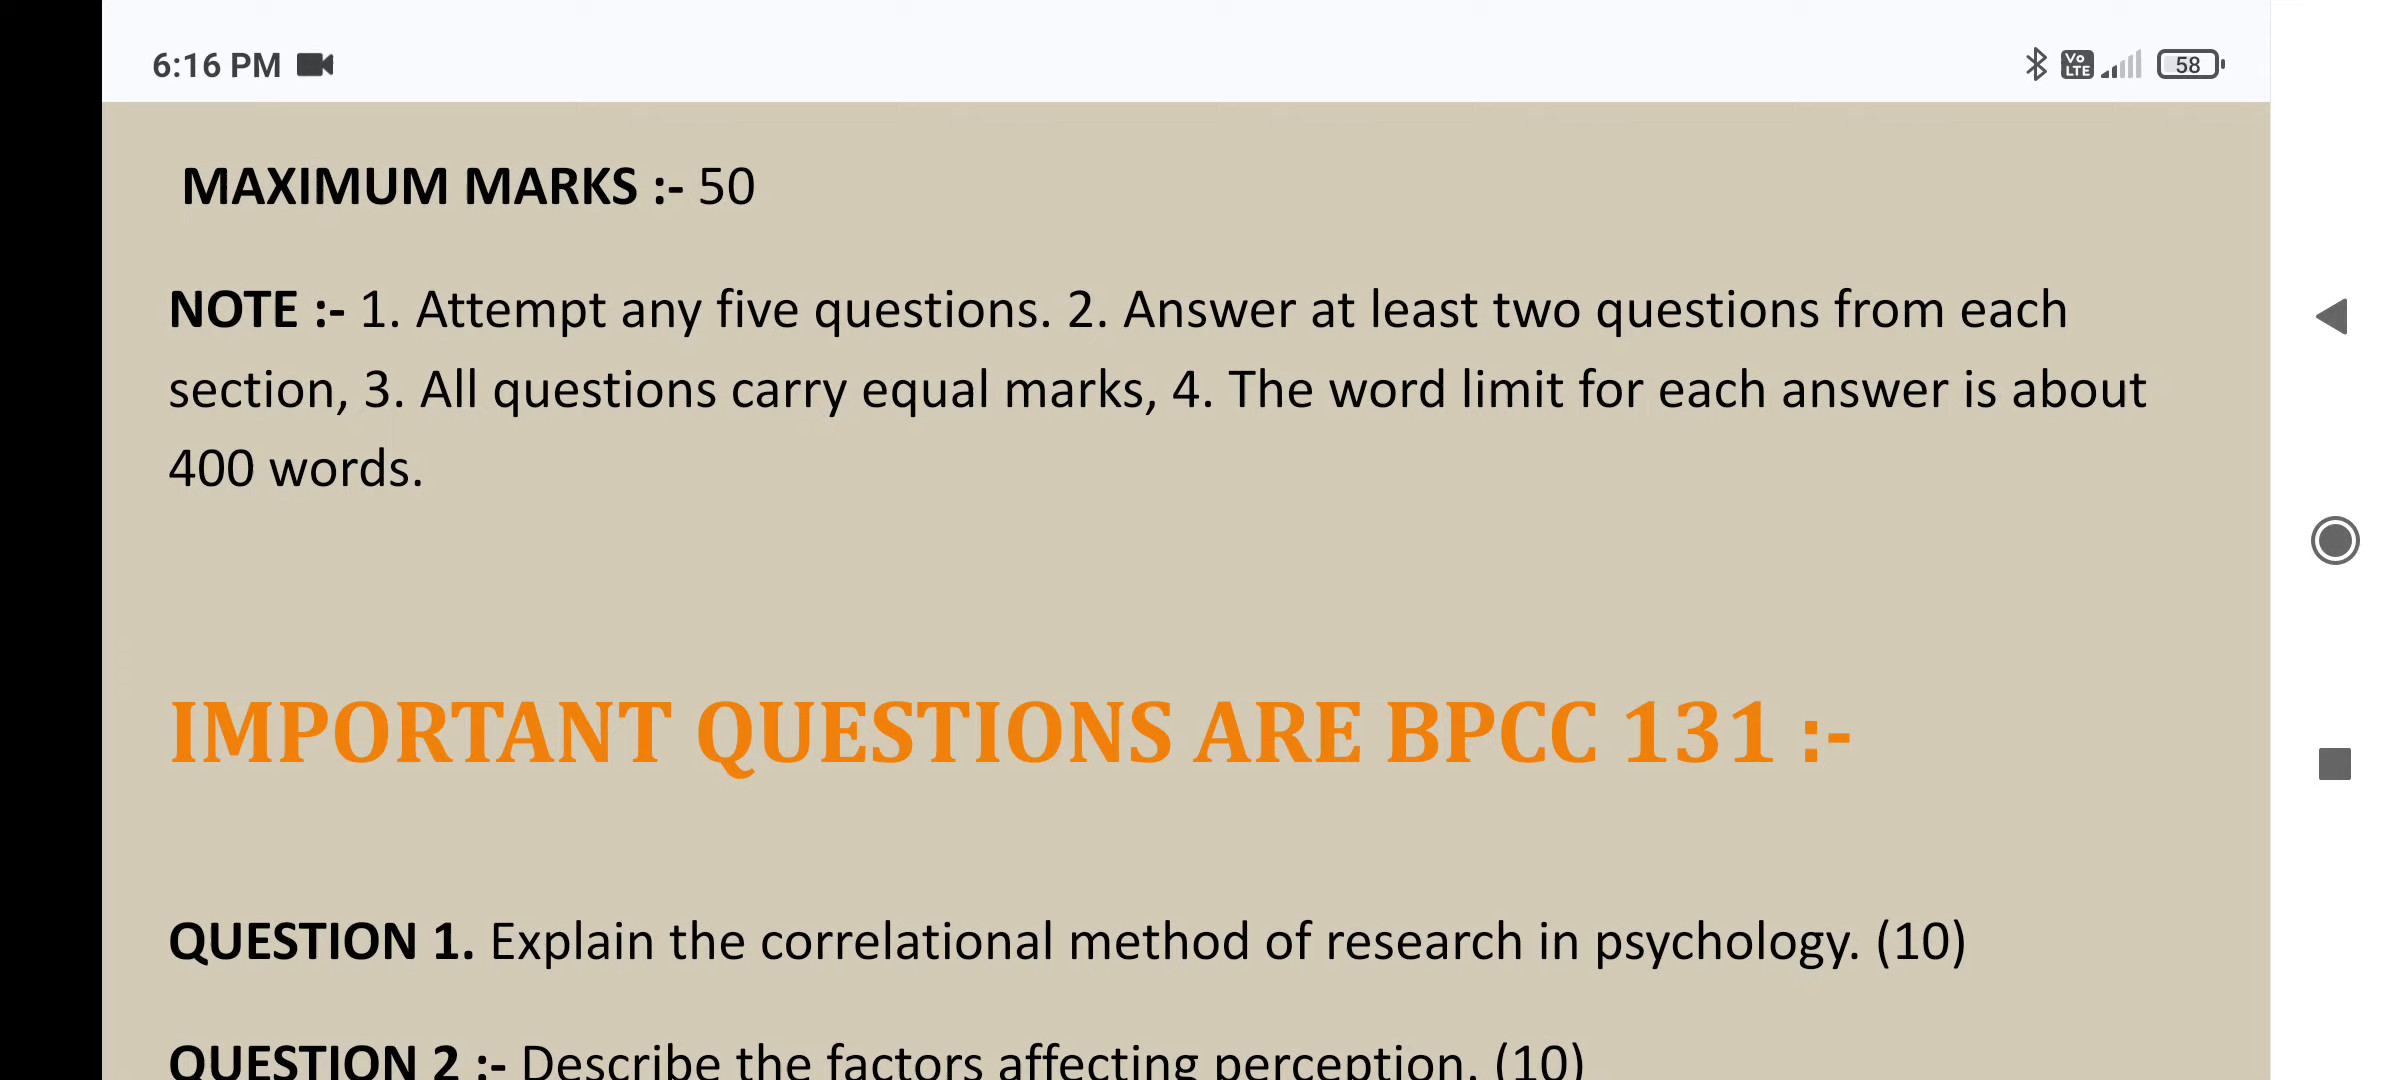 6:16 PM
Vo LTE
58
MAXIMUM MARKS :- 50
NOTE :- 1. Attempt any five questions. 2. Answer at least two questions from each
section, 3. All questions carry equal marks, 4. The word limit for each answer is about
400 words.
IMPORTANT QUESTIONS ARE BPCC 131 :-
QUESTION 1. Explain the correlational method of research in psychology. (10)
QUESTION 2 :- Describe the factors affecting perception. (10)